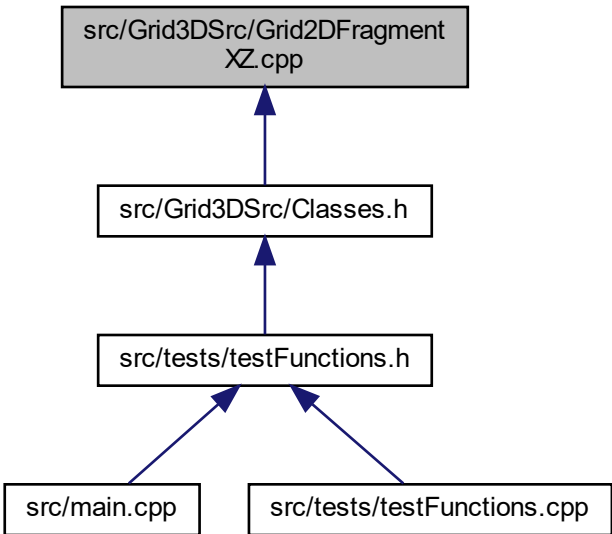 src/Grid3DSrc/Grid2DFragment
XZ.cpp
src/Grid3DSrc/Classes.h
src/tests/testFunctions.h
src/main.cpp
src/tests/testFunctions.cpp